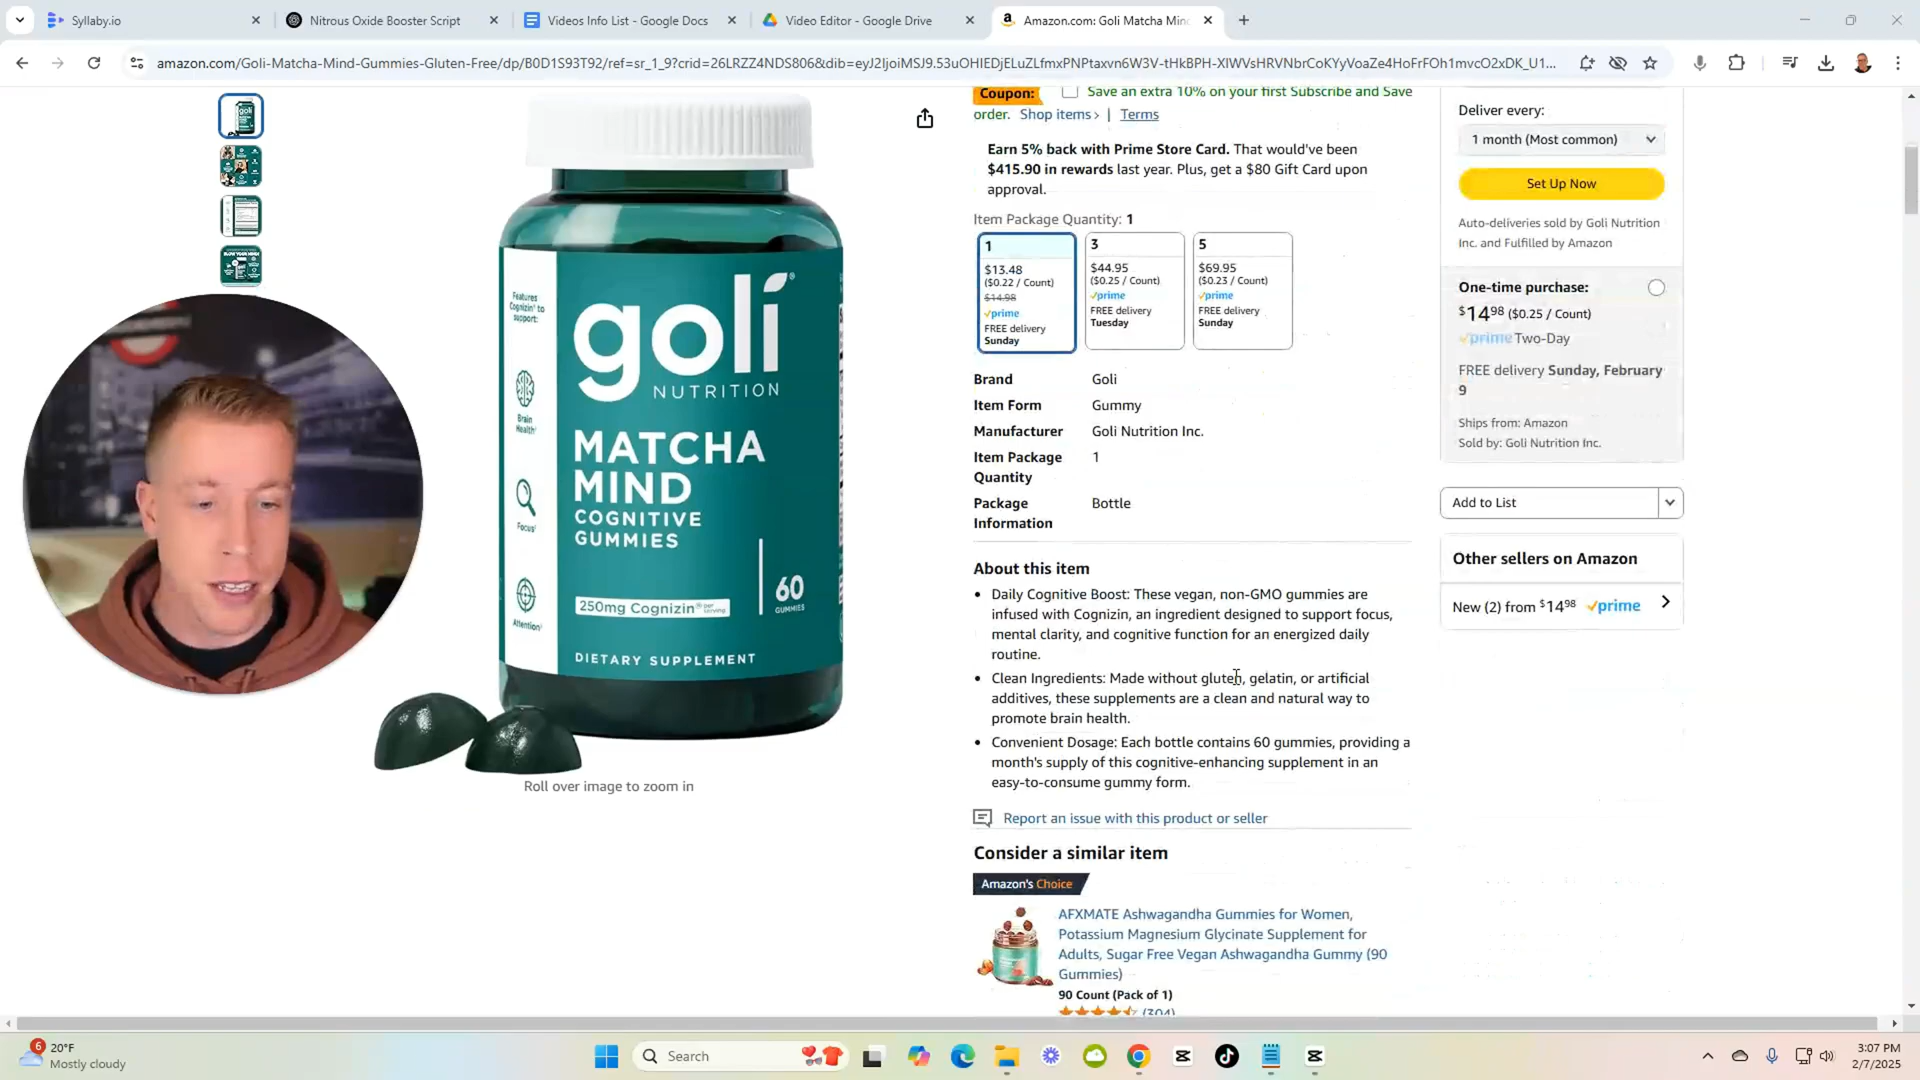 Syllaby.io
Nitrous Oxide Booster Script
Videos Info List - Google Docs
Video Editor - Google Drive
Amazon.com: Goli Matcha Min
amazon.com/Goli-Matcha-Mind-Gummies-Gluten-Free/dp/B0D1S93T92/ref=sr_1_9?crid=26LRZZ4NDS806&dib=eyJ2IjoiMSJ9.53uOHIEDjELuZLfmxPNPtaxvn6W3V-tHkBPH-XIWVsHRVNbrCoKYyVoaZe4HoFrFOh1mvcO2xDK_U1...
Coupon: Save an extra 10% on your first Subscribe and Save
order. Shop items > | Terms
Earn 5% back with Prime Store Card. That would've been
$415.90 in rewards last year. Plus, get a $80 Gift Card upon
approval.
Item Package Quantity: 1
1
$13.48
($0.22 / Count)
$14.98
prime
FREE delivery
Sunday
3
$44.95
($0.25 / Count)
prime
FREE delivery
Tuesday
5
$69.95
($0.23 / Count)
prime
FREE delivery
Sunday
Brand Goli
Item Form Gummy
Manufacturer Goli Nutrition Inc.
Item Package 1
Quantity
Package Bottle
Information
About this item
• Daily Cognitive Boost: These vegan, non-GMO gummies are
infused with Cognizin, an ingredient designed to support focus,
mental clarity, and cognitive function for an energized daily
routine.
• Clean Ingredients: Made without gluten, gelatin, or artificial
additives, these supplements are a clean and natural way to
promote brain health.
• Convenient Dosage: Each bottle contains 60 gummies, providing a
month's supply of this cognitive-enhancing supplement in an
easy-to-consume gummy form.
Report an issue with this product or seller
Consider a similar item
Amazon's Choice
AFXMATE Ashwagandha Gummies for Women,
Potassium Magnesium Glycinate Supplement for
Adults, Sugar Free Vegan Ashwagandha Gummy (90
Gummies)
90 Count (Pack of 1)
(304)
Deliver every:
1 month (Most common)
Set Up Now
Auto-deliveries sold by Goli Nutrition
Inc. and Fulfilled by Amazon
One-time purchase:
$14 98 ($0.25 / Count)
prime Two-Day
FREE delivery Sunday, February
9
Ships from: Amazon
Sold by: Goli Nutrition Inc.
Add to List
Other sellers on Amazon
New (2) from $14 98 prime
Features
Cognizin® to
support:
Brain
Health
Focus
Attention
goli®
NUTRITION
MATCHA
MIND
COGNITIVE
GUMMIES
250mg Cognizin® per serving
60
GUMMIES
DIETARY SUPPLEMENT
Roll over image to zoom in
6
20°F
Mostly cloudy
Search
3:07 PM
2/7/2025